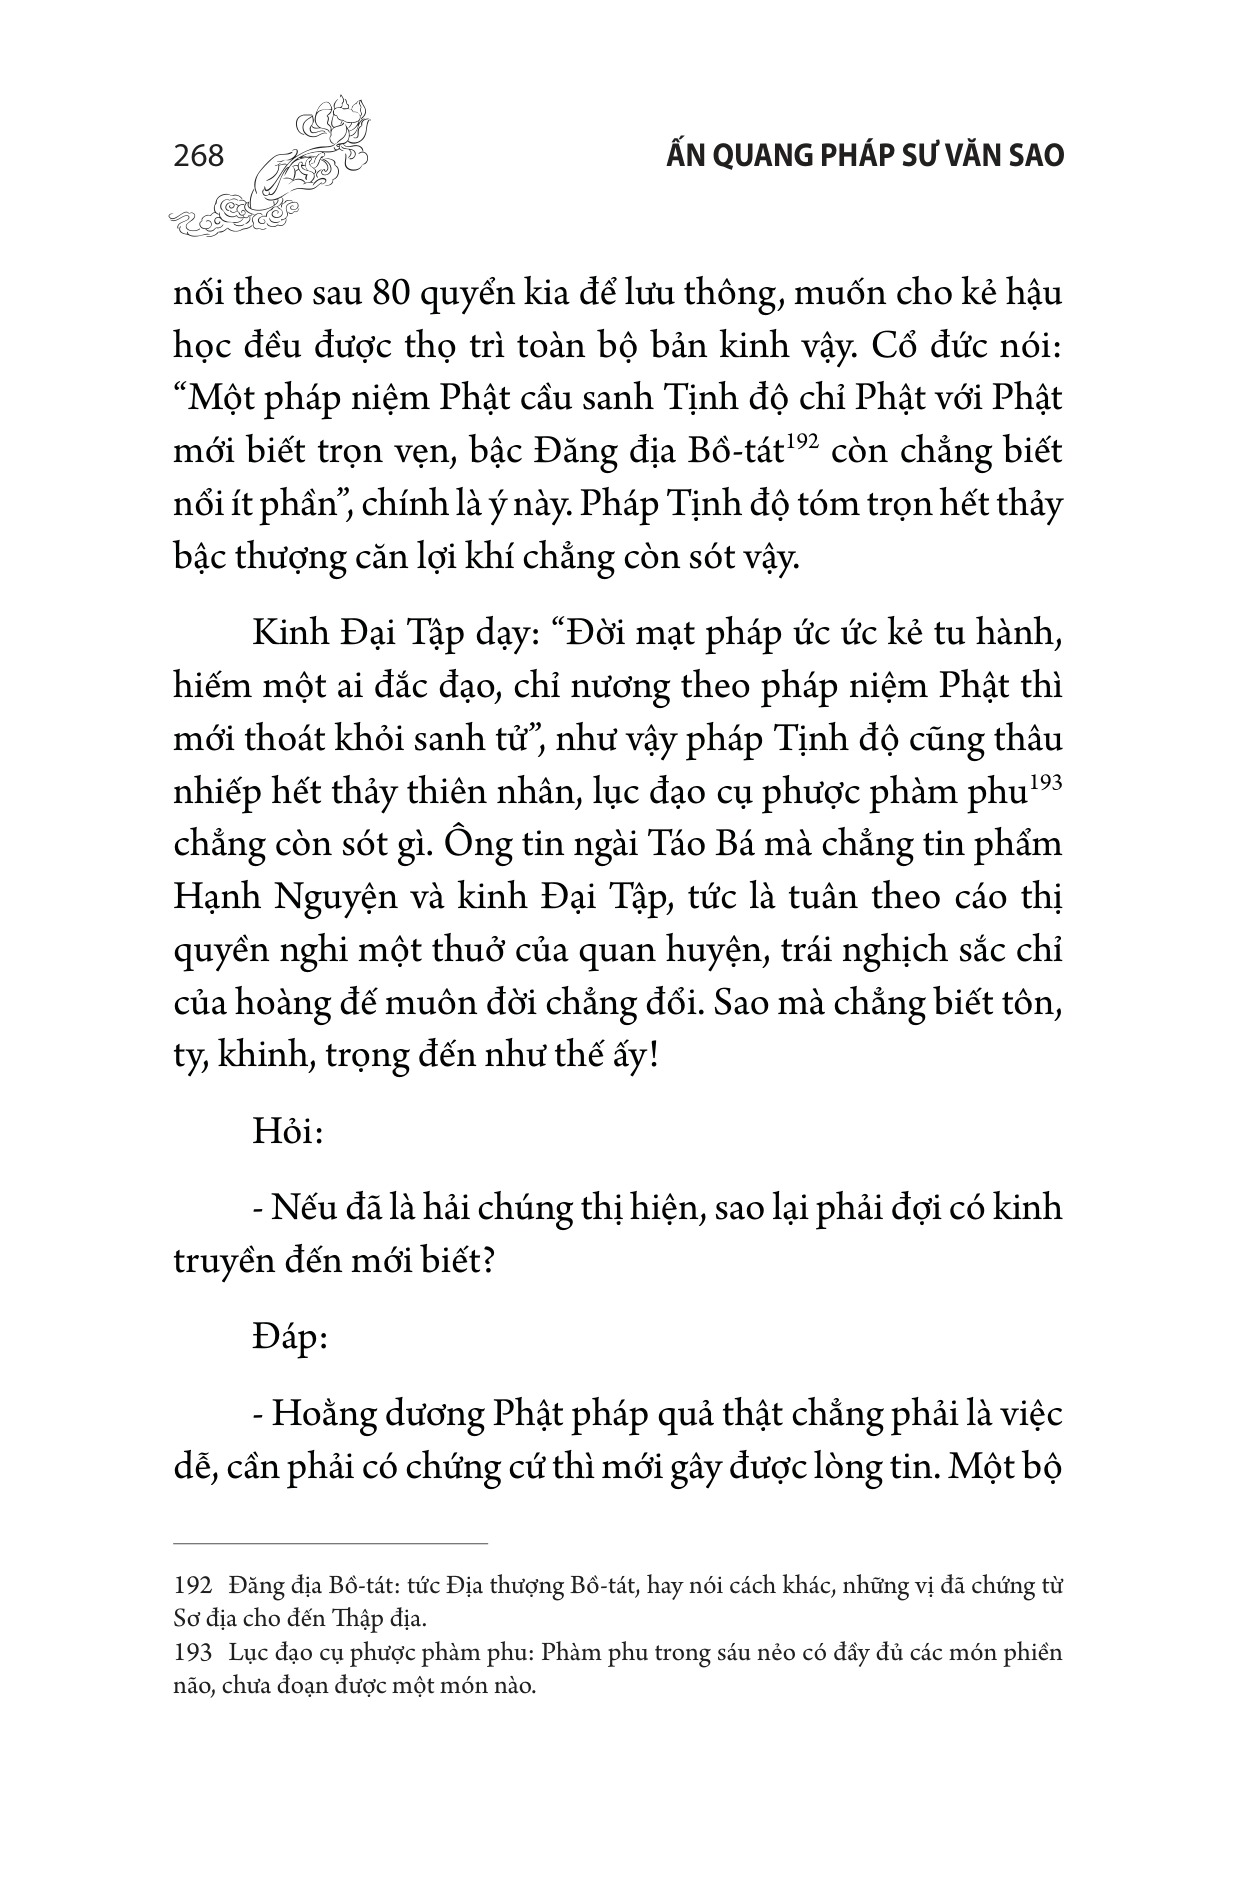 268
ẤN QUANG PHÁP SƯ VĂN SAO
nối theo sau 80 quyển kia để lưu thông, muốn cho kẻ hậu
học đều được thọ trì toàn bộ bản kinh vậy. Cổ đức nói:
“Một pháp niệm Phật cầu sanh Tịnh độ chỉ Phật với Phật
mới biết trọn vẹn, bậc Đăng địa Bồ-tát192 còn chẳng biết
nổi ít phần”, chính là ý này. Pháp Tịnh độ tóm trọn hết thảy
bậc thượng căn lợi khí chẳng còn sót vậy.
Kinh Đại Tập dạy: “Đời mạt pháp ức ức kẻ tu hành,
hiếm một ai đắc đạo, chỉ nương theo pháp niệm Phật thì
mới thoát khỏi sanh tử”, như vậy pháp Tịnh độ cũng thâu
nhiếp hết thảy thiên nhân, lục đạo cụ phược phàm phu193
chẳng còn sót gì. Ông tin ngài Táo Bá mà chẳng tin phẩm
Hạnh Nguyện và kinh Đại Tập, tức là tuân theo cáo thị
quyền nghi một thuở của quan huyện, trái nghịch sắc chỉ
của hoàng đế muôn đời chẳng đổi. Sao mà chẳng biết tôn,
ty, khinh, trọng đến như thế ấy!
Hỏi:
- Nếu đã là hải chúng thị hiện, sao lại phải đợi có kinh
truyền đến mới biết?
Đáp:
- Hoằng dương Phật pháp quả thật chẳng phải là việc
dễ, cần phải có chứng cứ thì mới gây được lòng tin. Một bộ
192 Đăng địa Bồ-tát: tức Địa thượng Bồ-tát, hay nói cách khác, những vị đã chứng từ
Sơ địa cho đến Thập địa.
193 Lục đạo cụ phược phàm phu: Phàm phu trong sáu nẻo có đầy đủ các món phiền
não, chưa đoạn được một món nào.